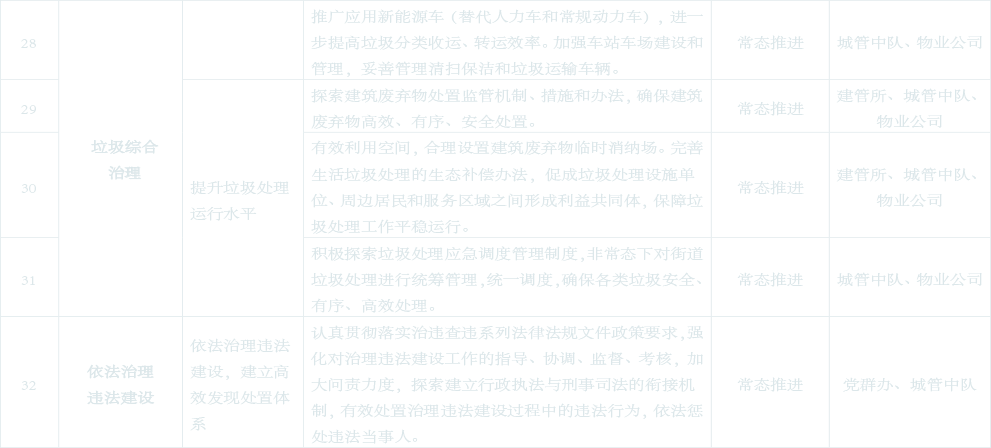 推广应用新能源车（替代人力车和常规动力车），进一
步提高垃圾分类收运、转运效率。加强车站车场建设和
管理，妥善管理清扫保洁和垃圾运输车辆。
28
常态推进
城管中队、物业公司
垃圾综合
治理
提升垃圾处理
运行水平
29
探索建筑废弃物处置监管机制、措施和办法，确保建筑
废弃物高效、有序、安全处置。
常态推进
建管所、城管中队、
物业公司
30
有效利用空间，合理设置建筑废弃物临时消纳场。完善
生活垃圾处理的生态补偿办法，促成垃圾处理设施单
位、周边居民和服务区域之间形成利益共同体，保障垃
圾处理工作平稳运行。
常态推进
建管所、城管中队、
物业公司
31
积极探索垃圾处理应急调度管理制度，非常态下对街道
垃圾处理进行统筹管理，统一调度，确保各类垃圾安全、
有序、高效处理。
常态推进
城管中队、物业公司
32
依法治理
违法建设
依法治理违法
建设，建立高
效发现处置体
系
认真贯彻落实治违查违系列法律法规文件政策要求，强
化对治理违法建设工作的指导、协调、监督、考核，加
大问责力度，探索建立行政执法与刑事司法的衔接机
制，有效处置治理违法建设过程中的违法行为，依法惩
处违法当事人。
常态推进
党群办、城管中队